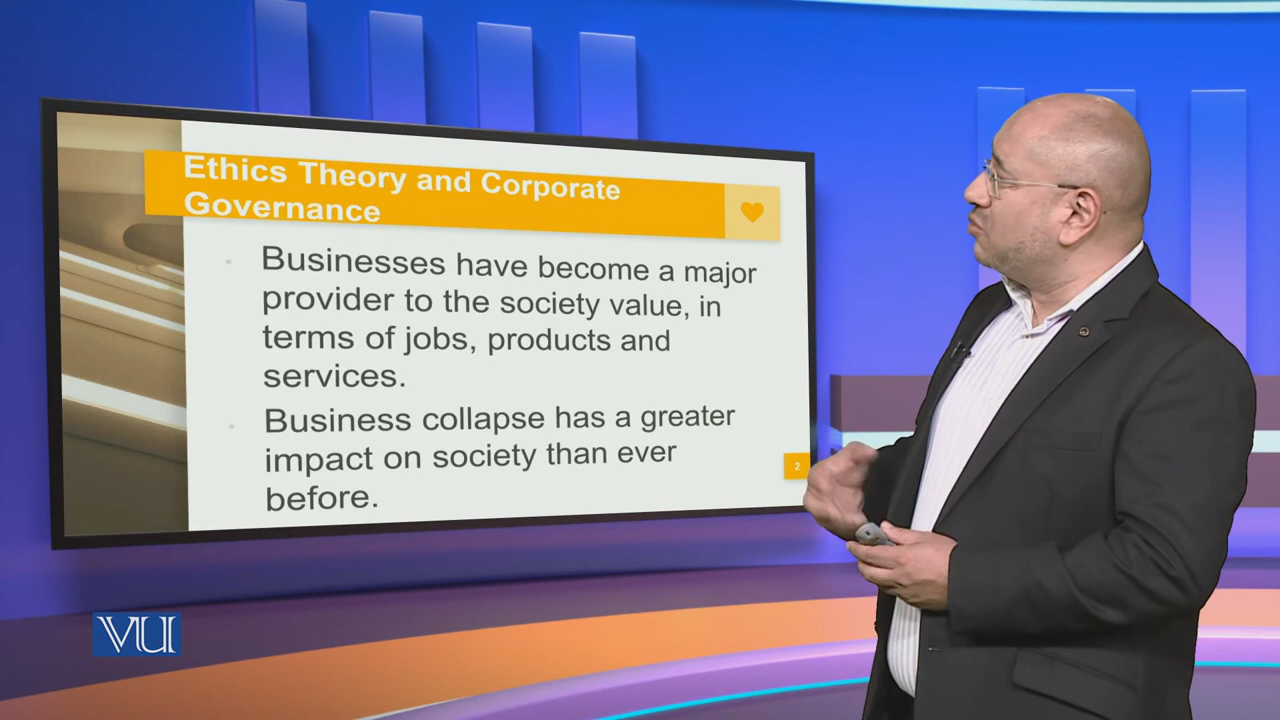 Ethics Theory and Corporate
Governance
Businesses have become a major
provider to the society value, in
terms of jobs, products and
services.
Business collapse has a greater
impact on society than ever
before.
2
VU